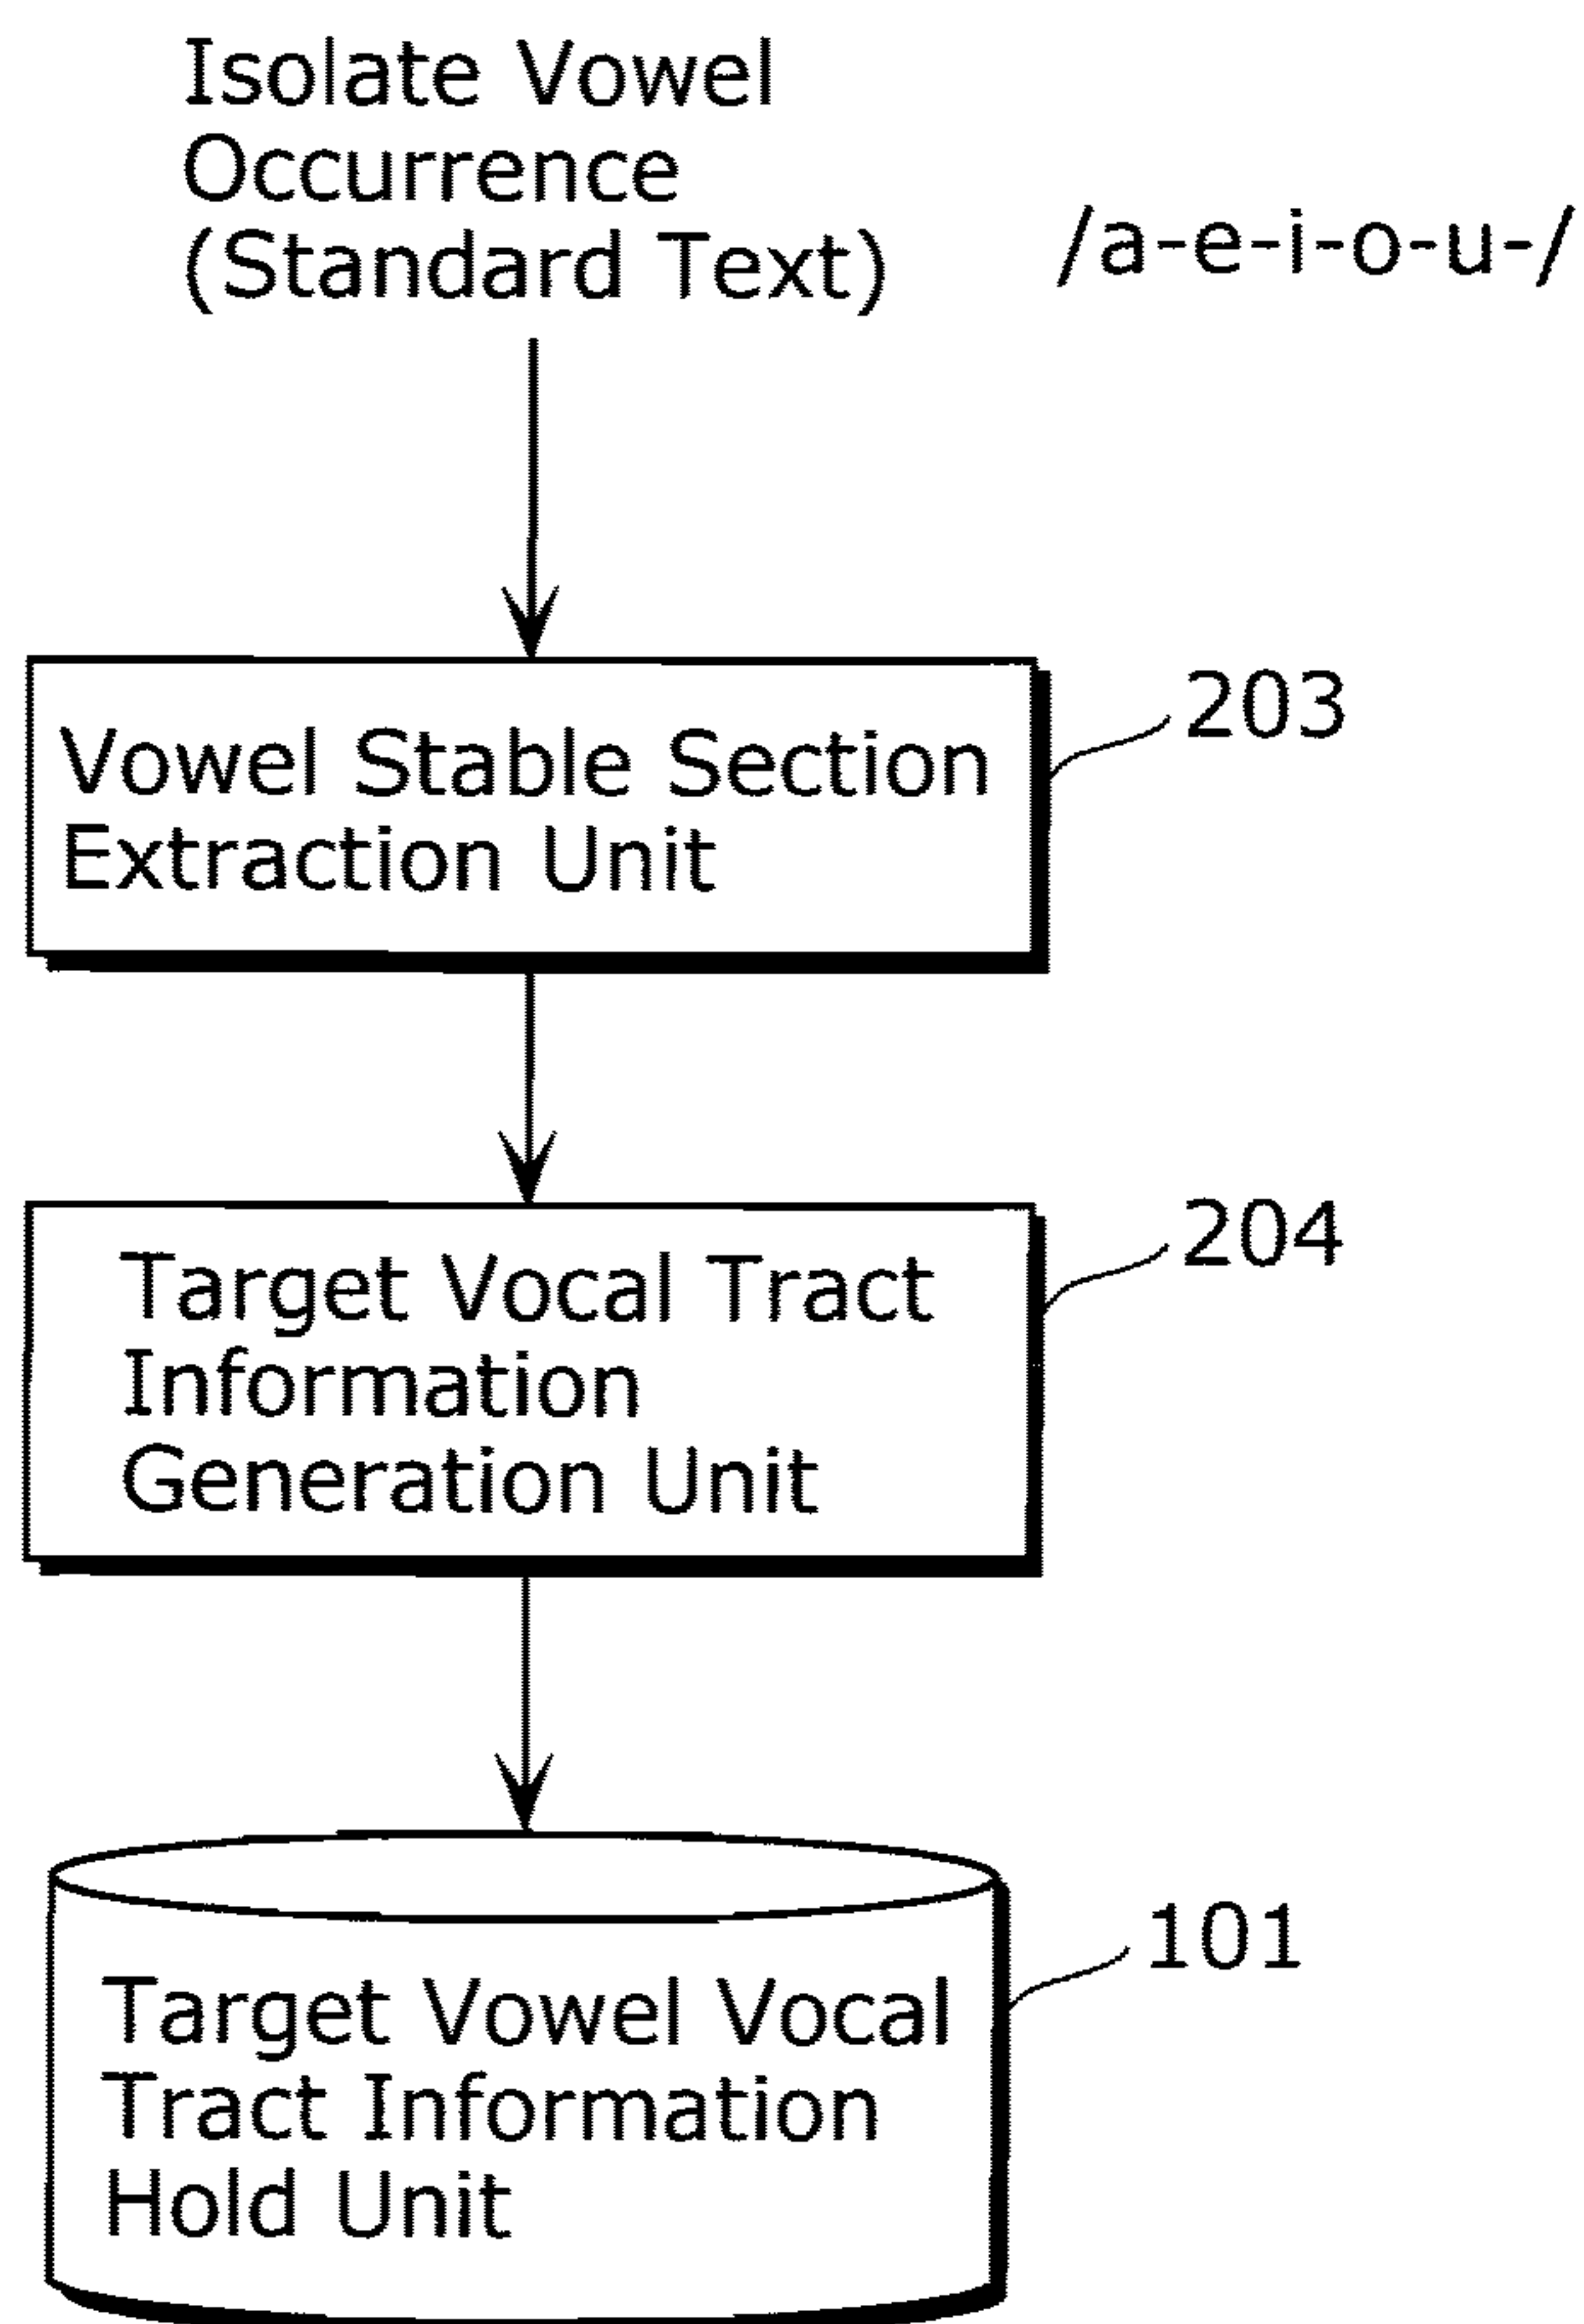 Isolate Vowel
Occurrence
(Standard Text)
/a-e-i-o-u-/
Vowel Stable Section
Extraction Unit
203
Target Vocal Tract
Information
Generation Unit
204
Target Vowel Vocal
Tract Information
Hold Unit
101